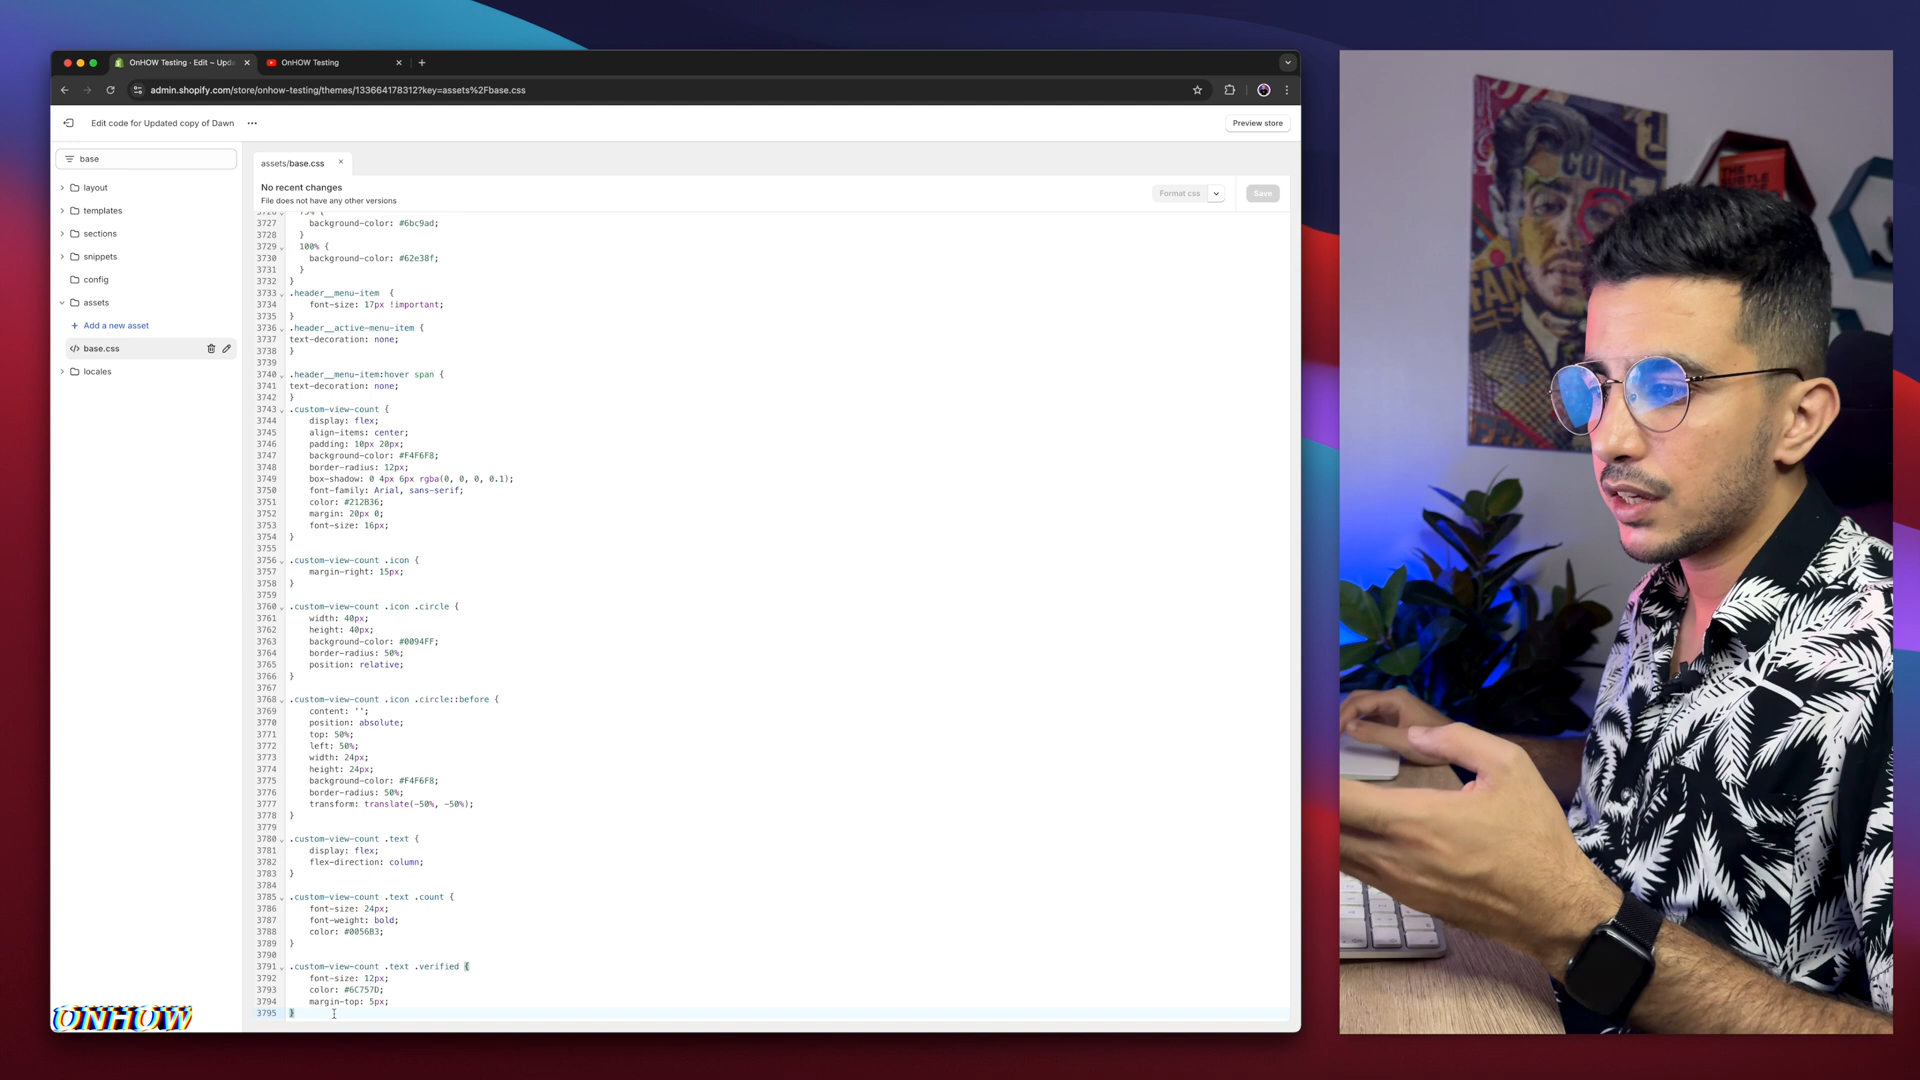 OnHOW Testing · Edit ~ Upda
OnHOW Testing
admin.shopify.com/store/onhow-testing/themes/133664178312?key=assets%2Fbase.css
Edit code for Updated copy of Dawn
Preview store
base
layout
templates
sections
snippets
config
assets
Add a new asset
base.css
locales
assets/base.css
No recent changes
File does not have any other versions
Format css
Save
3727 background-color: #6bc9ad;
3728 }
3729 100% {
3730 background-color: #62e38f;
3731 }
3732 }
3733 .header__menu-item {
3734 font-size: 17px !important;
3735 }
3736 .header__active-menu-item {
3737 text-decoration: none;
3738 }
3739
3740 .header__menu-item:hover span {
3741 text-decoration: none;
3742 }
3743 .custom-view-count {
3744 display: flex;
3745 align-items: center;
3746 padding: 10px 20px;
3747 background-color: #F4F6F8;
3748 border-radius: 12px;
3749 box-shadow: 0 4px 6px rgba(0, 0, 0, 0.1);
3750 font-family: Arial, sans-serif;
3751 color: #212B36;
3752 margin: 20px 0;
3753 font-size: 16px;
3754 }
3755
3756 .custom-view-count .icon {
3757 margin-right: 15px;
3758 }
3759
3760 .custom-view-count .icon .circle {
3761 width: 40px;
3762 height: 40px;
3763 background-color: #0094FF;
3764 border-radius: 50%;
3765 position: relative;
3766 }
3767
3768 .custom-view-count .icon .circle::before {
3769 content: '';
3770 position: absolute;
3771 top: 50%;
3772 left: 50%;
3773 width: 24px;
3774 height: 24px;
3775 background-color: #F4F6F8;
3776 border-radius: 50%;
3777 transform: translate(-50%, -50%);
3778 }
3779
3780 .custom-view-count .text {
3781 display: flex;
3782 flex-direction: column;
3783 }
3784
3785 .custom-view-count .text .count {
3786 font-size: 24px;
3787 font-weight: bold;
3788 color: #0056B3;
3789 }
3790
3791 .custom-view-count .text .verified {
3792 font-size: 12px;
3793 color: #6C757D;
3794 margin-top: 5px;
3795 }
ONHOW